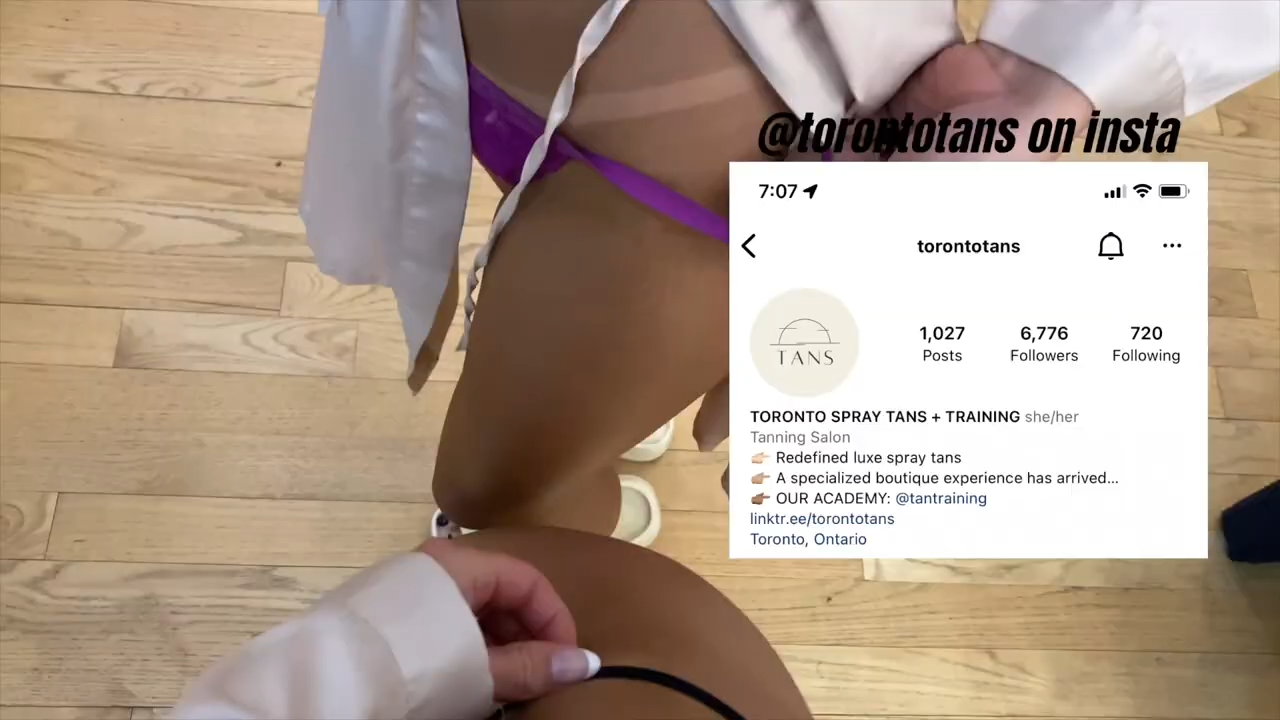 @torontotans on insta
7:07
torontotans
TANS
1,027 6,776 720
Posts Followers Following
TORONTO SPRAY TANS + TRAINING she/her
Tanning Salon
👉🏻 Redefined luxe spray tans
👉🏽 A specialized boutique experience has arrived...
👉🏾 OUR ACADEMY: @tantraining
linktr.ee/torontotans
Toronto, Ontario